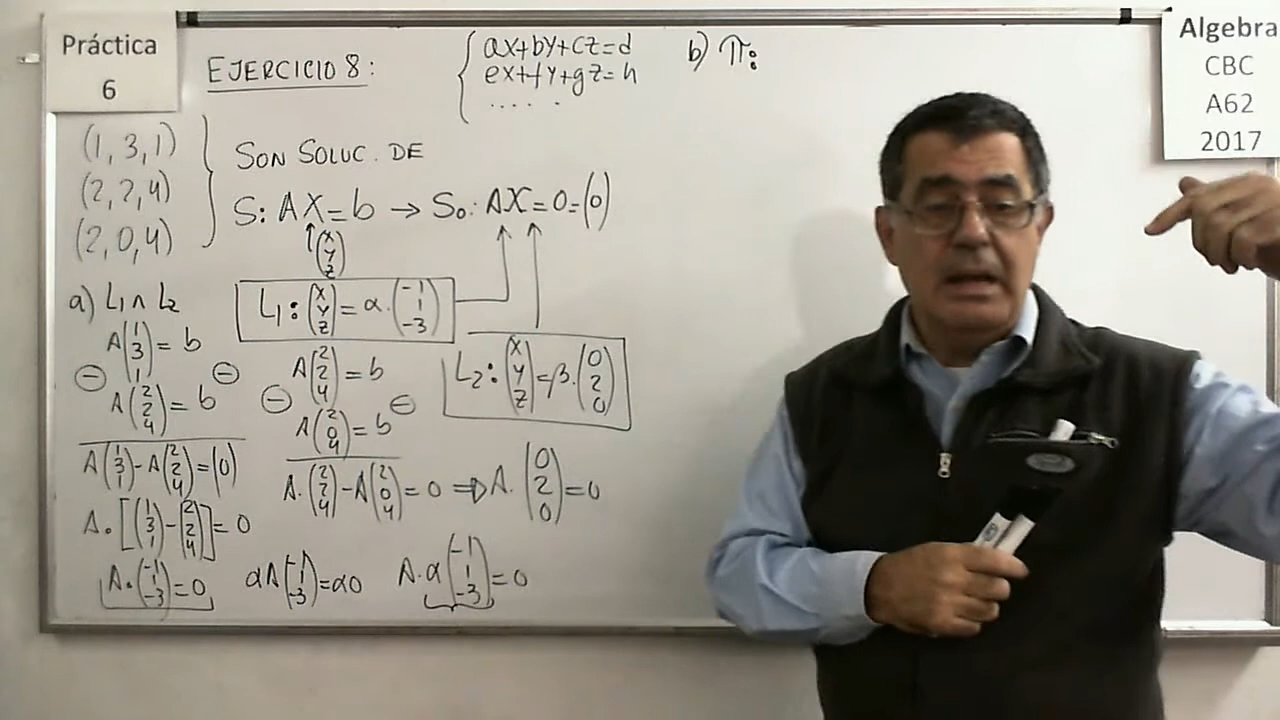 Práctica
6
EJERCICIO 8:
{ ax+by+cz=d
ex+fy+gz=h
.....
b) π:
Algebra
CBC
A62
2017
(1, 3, 1)
(2, 2, 4)
(2, 0, 4)
} SON SOLUC. DE
S: AX=b → S₀: AX=0=(0)
↑(x y z)
a) L₁∩L₂
L₁: (x y z) = α.(-1 1 -3)
L₂: (x y z) = β.(0 2 0)
A(1 3 1) = b
⊖ ⊖
A(2 2 4) = b
A(1 3 1)-A(2 2 4)=(0)
A.[(1 3 1)-(2 2 4)]=0
A.(-1 1 -3)=0
A(2 2 4) = b
⊖ ⊖
A(2 0 4) = b
A.(2 2 4)-A(2 0 4)=0 ⇒ A.(0 2 0)=0
αA(-1 1 -3)=α0
A.α(-1 1 -3)=0